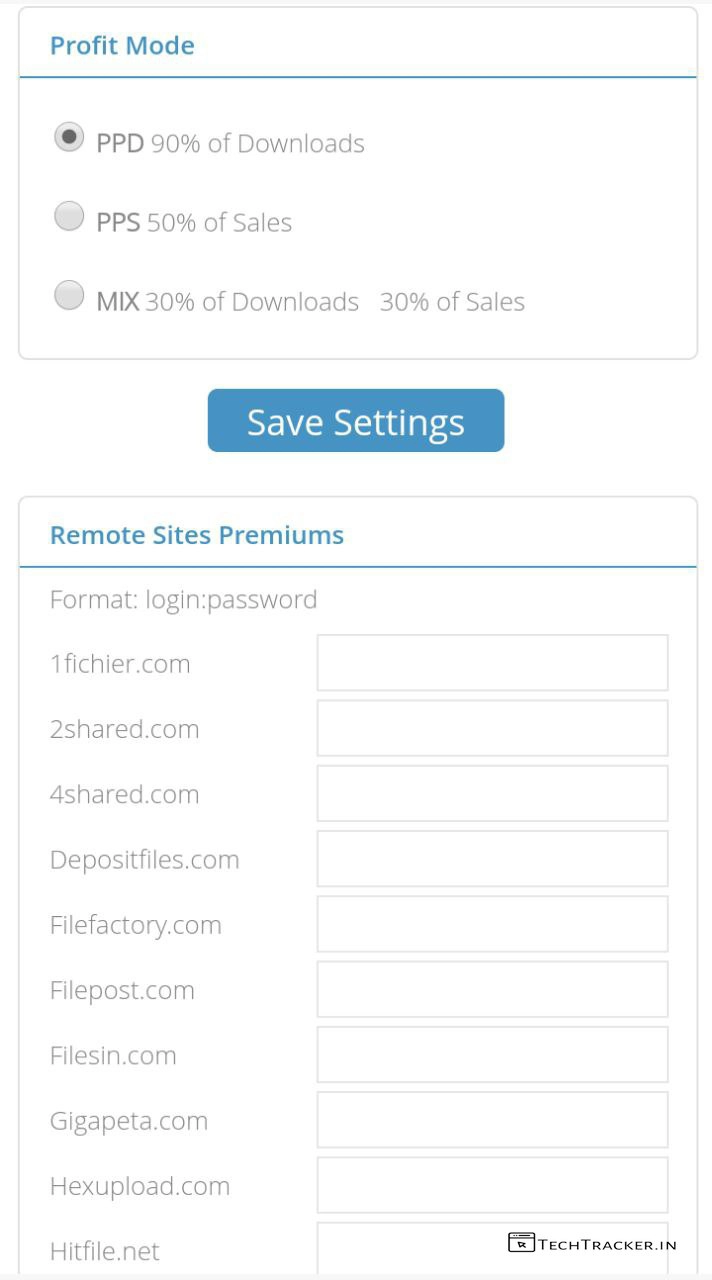 Profit Mode
PPD 90% of Downloads
PPS 50% of Sales
MIX 30% of Downloads 30% of Sales
Save Settings
Remote Sites Premiums
Format: login:password
1fichier.com
2shared.com
4shared.com
Depositfiles.com
Filefactory.com
Filepost.com
Filesin.com
Gigapeta.com
Hexupload.com
Hitfile.net
TECHTRACKER.IN